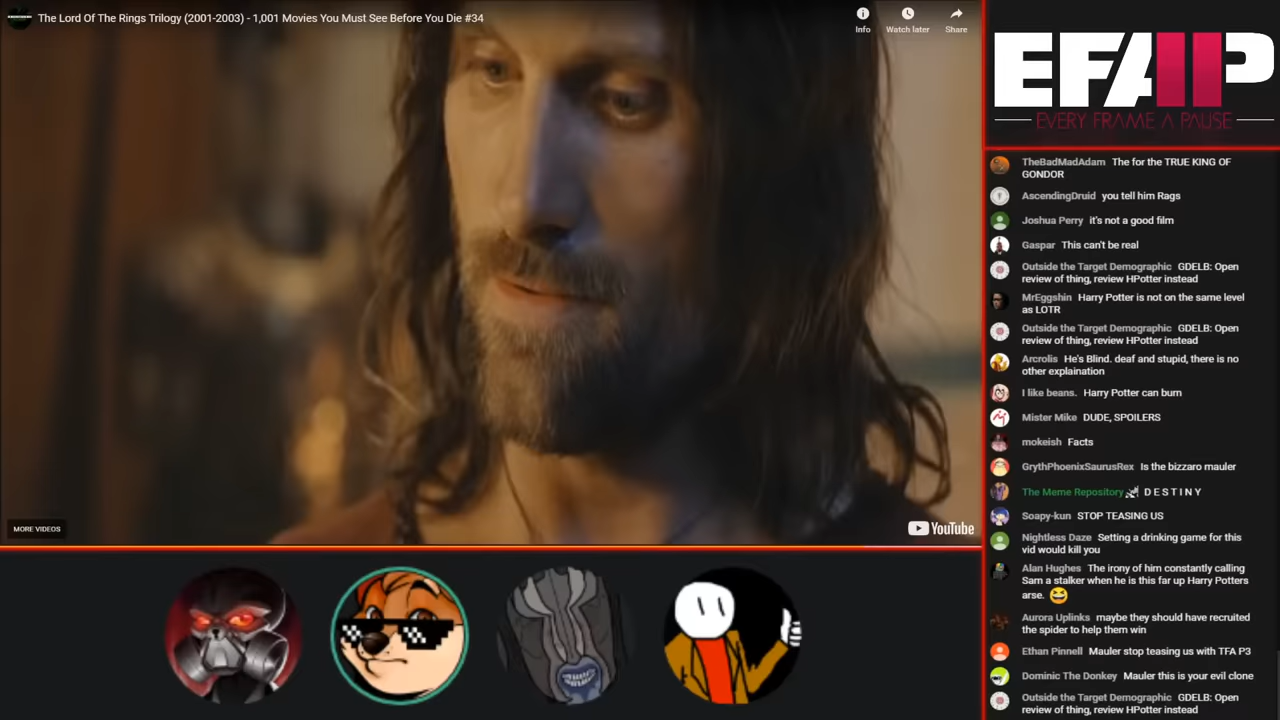 The Lord Of The Rings Trilogy (2001-2003) - 1,001 Movies You Must See Before You Die #34
Info
Watch later
Share
MORE VIDEOS
YouTube
EFAP
EVERY FRAME A PAUSE
TheBadMadAdam The for the TRUE KING OF
GONDOR
AscendingDruid you tell him Rags
Joshua Perry it's not a good film
Gaspar This can't be real
Outside the Target Demographic GDELB: Open
review of thing, review HPotter instead
MrEggshin Harry Potter is not on the same level
as LOTR
Outside the Target Demographic GDELB: Open
review of thing, review HPotter instead
Arcrolis He's Blind. deaf and stupid, there is no
other explaination
I like beans. Harry Potter can burn
Mister Mike DUDE, SPOILERS
mokeish Facts
GrythPhoenixSaurusRex Is the bizzaro mauler
The Meme Repository D E S T I N Y
Soapy-kun STOP TEASING US
Nightless Daze Setting a drinking game for this
vid would kill you
Alan Hughes The irony of him constantly calling
Sam a stalker when he is this far up Harry Potters
arse.
Aurora Uplinks maybe they should have recruited
the spider to help them win
Ethan Pinnell Mauler stop teasing us with TFA P3
Dominic The Donkey Mauler this is your evil clone
Outside the Target Demographic GDELB: Open
review of thing, review HPotter instead